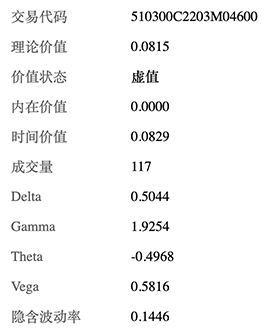 交易代码 510300C2203M04600
理论价值 0.0815
价值状态 虚值
内在价值 0.0000
时间价值 0.0829
成交量 117
Delta 0.5044
Gamma 1.9254
Theta -0.4968
Vega 0.5816
隐含波动率 0.1446